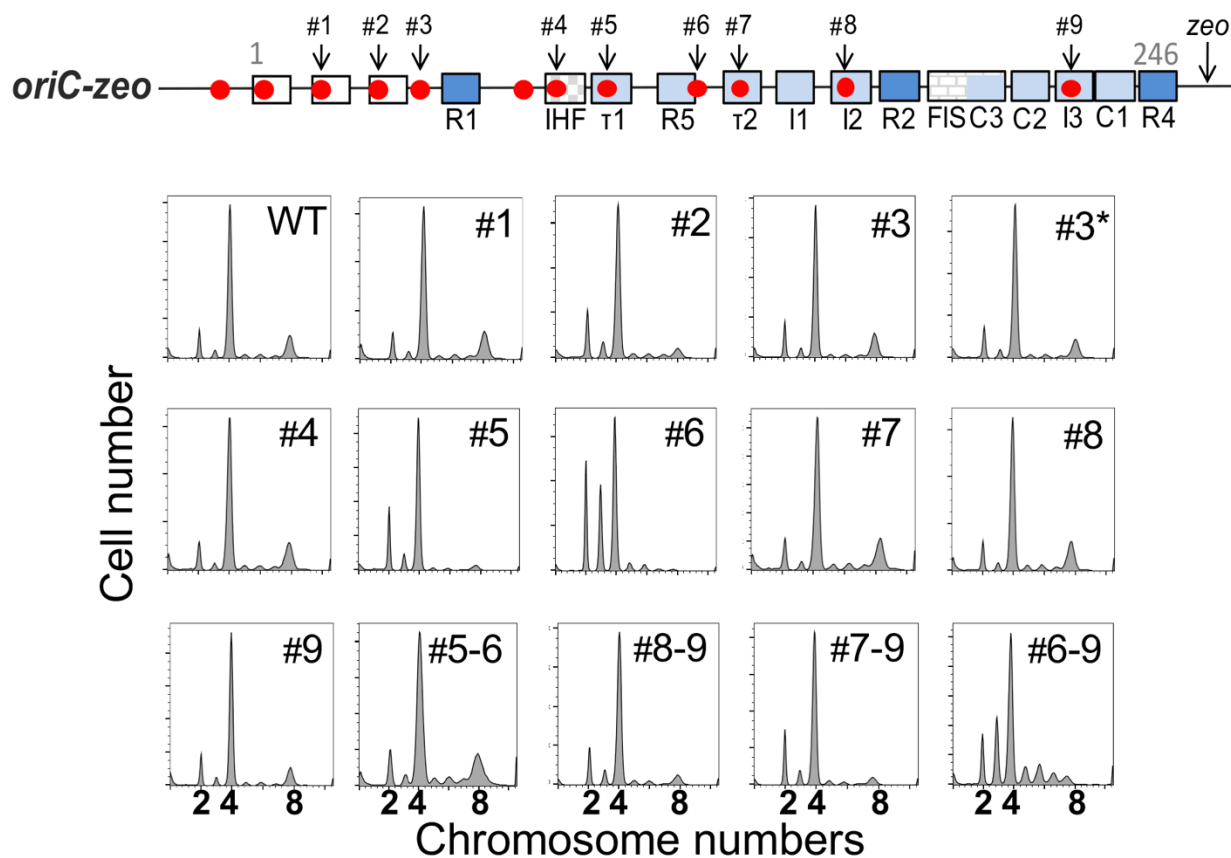 #1 #2 #3 #4 #5 #6 #7 #8 #9 zeo
1 246
oriC-zeo
R1 IHF τ1 R5 τ2 I1 I2 R2 FIS C3 C2 I3 C1 R4
WT #1 #2 #3 #3*
#4 #5 #6 #7 #8
#9 #5-6 #8-9 #7-9 #6-9
Cell number
2 4 8 2 4 8 2 4 8 2 4 8 2 4 8
Chromosome numbers